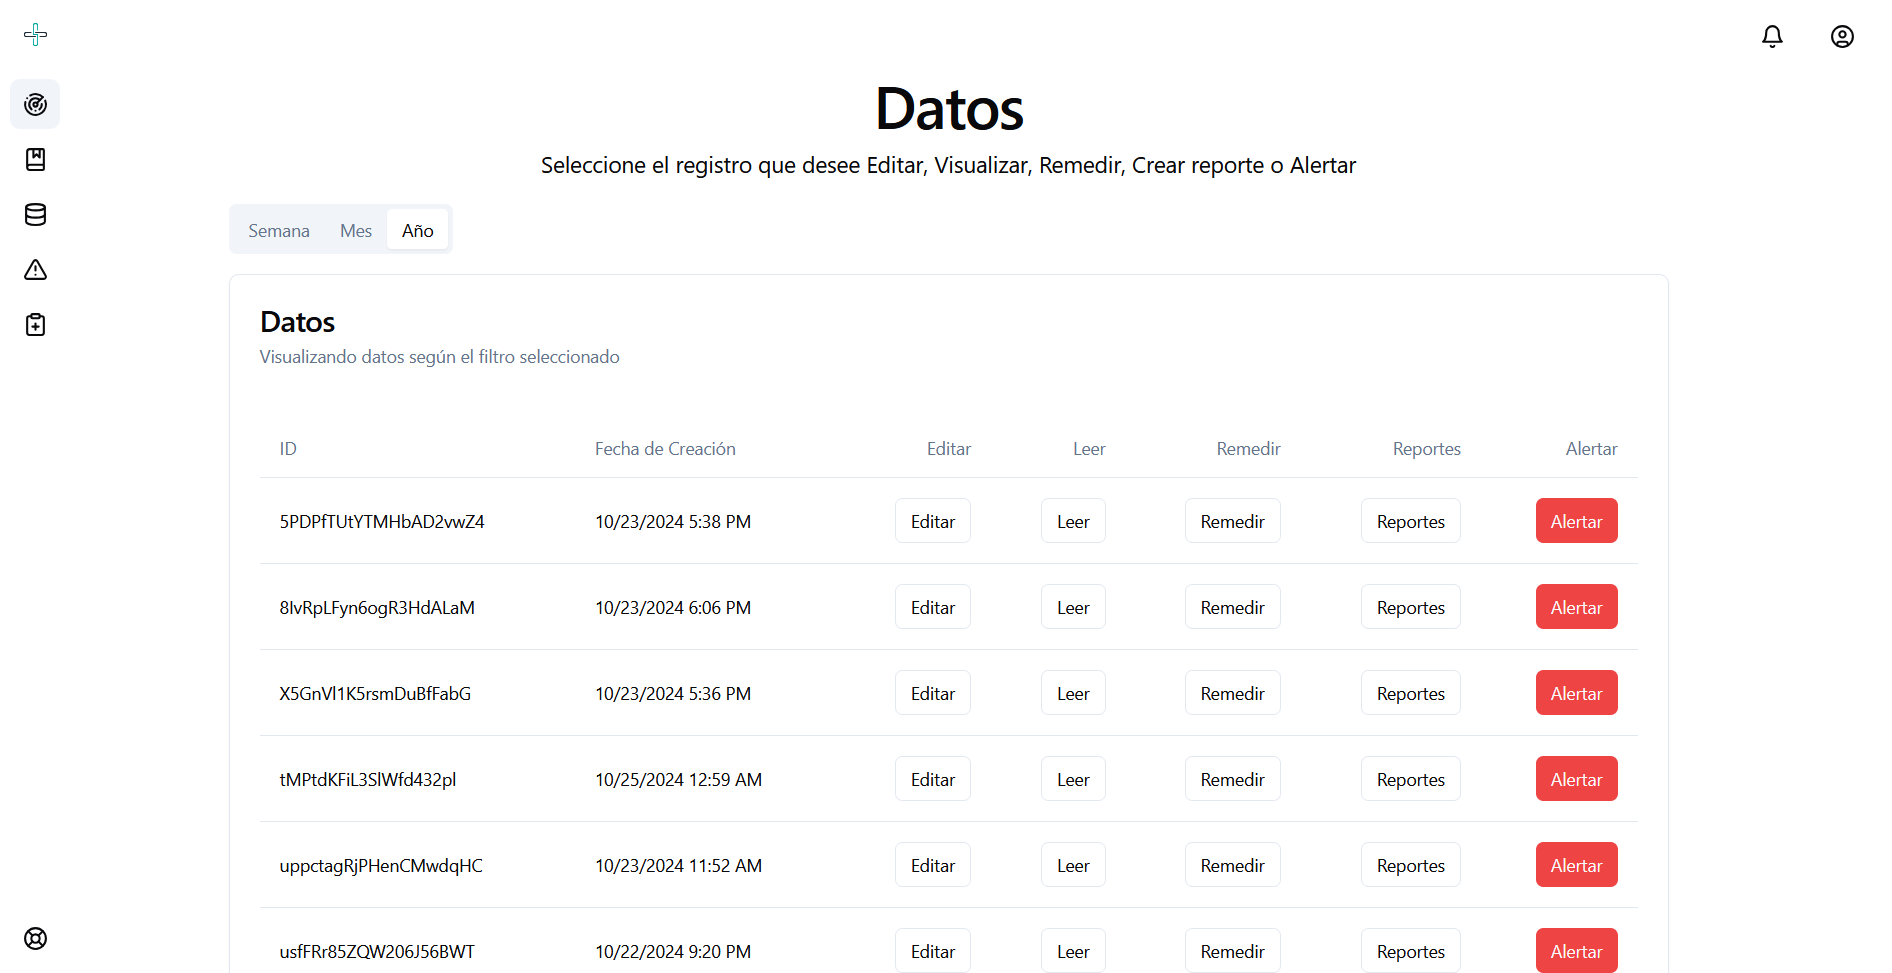 Datos
Seleccione el registro que desee Editar, Visualizar, Remedir, Crear reporte o Alertar
Semana Mes Año
Datos
Visualizando datos según el filtro seleccionado
ID Fecha de Creación Editar Leer Remedir Reportes Alertar
5PDPfTUtYTMHbAD2vwZ4 10/23/2024 5:38 PM Editar Leer Remedir Reportes Alertar
8IvRpLFyn6ogR3HdALaM 10/23/2024 6:06 PM Editar Leer Remedir Reportes Alertar
X5GnVl1K5rsmDuBfFabG 10/23/2024 5:36 PM Editar Leer Remedir Reportes Alertar
tMPtdKFiL3SlWfd432pl 10/25/2024 12:59 AM Editar Leer Remedir Reportes Alertar
uppctagRjPHenCMwdqHC 10/23/2024 11:52 AM Editar Leer Remedir Reportes Alertar
usfFRr85ZQW206J56BWT 10/22/2024 9:20 PM Editar Leer Remedir Reportes Alertar